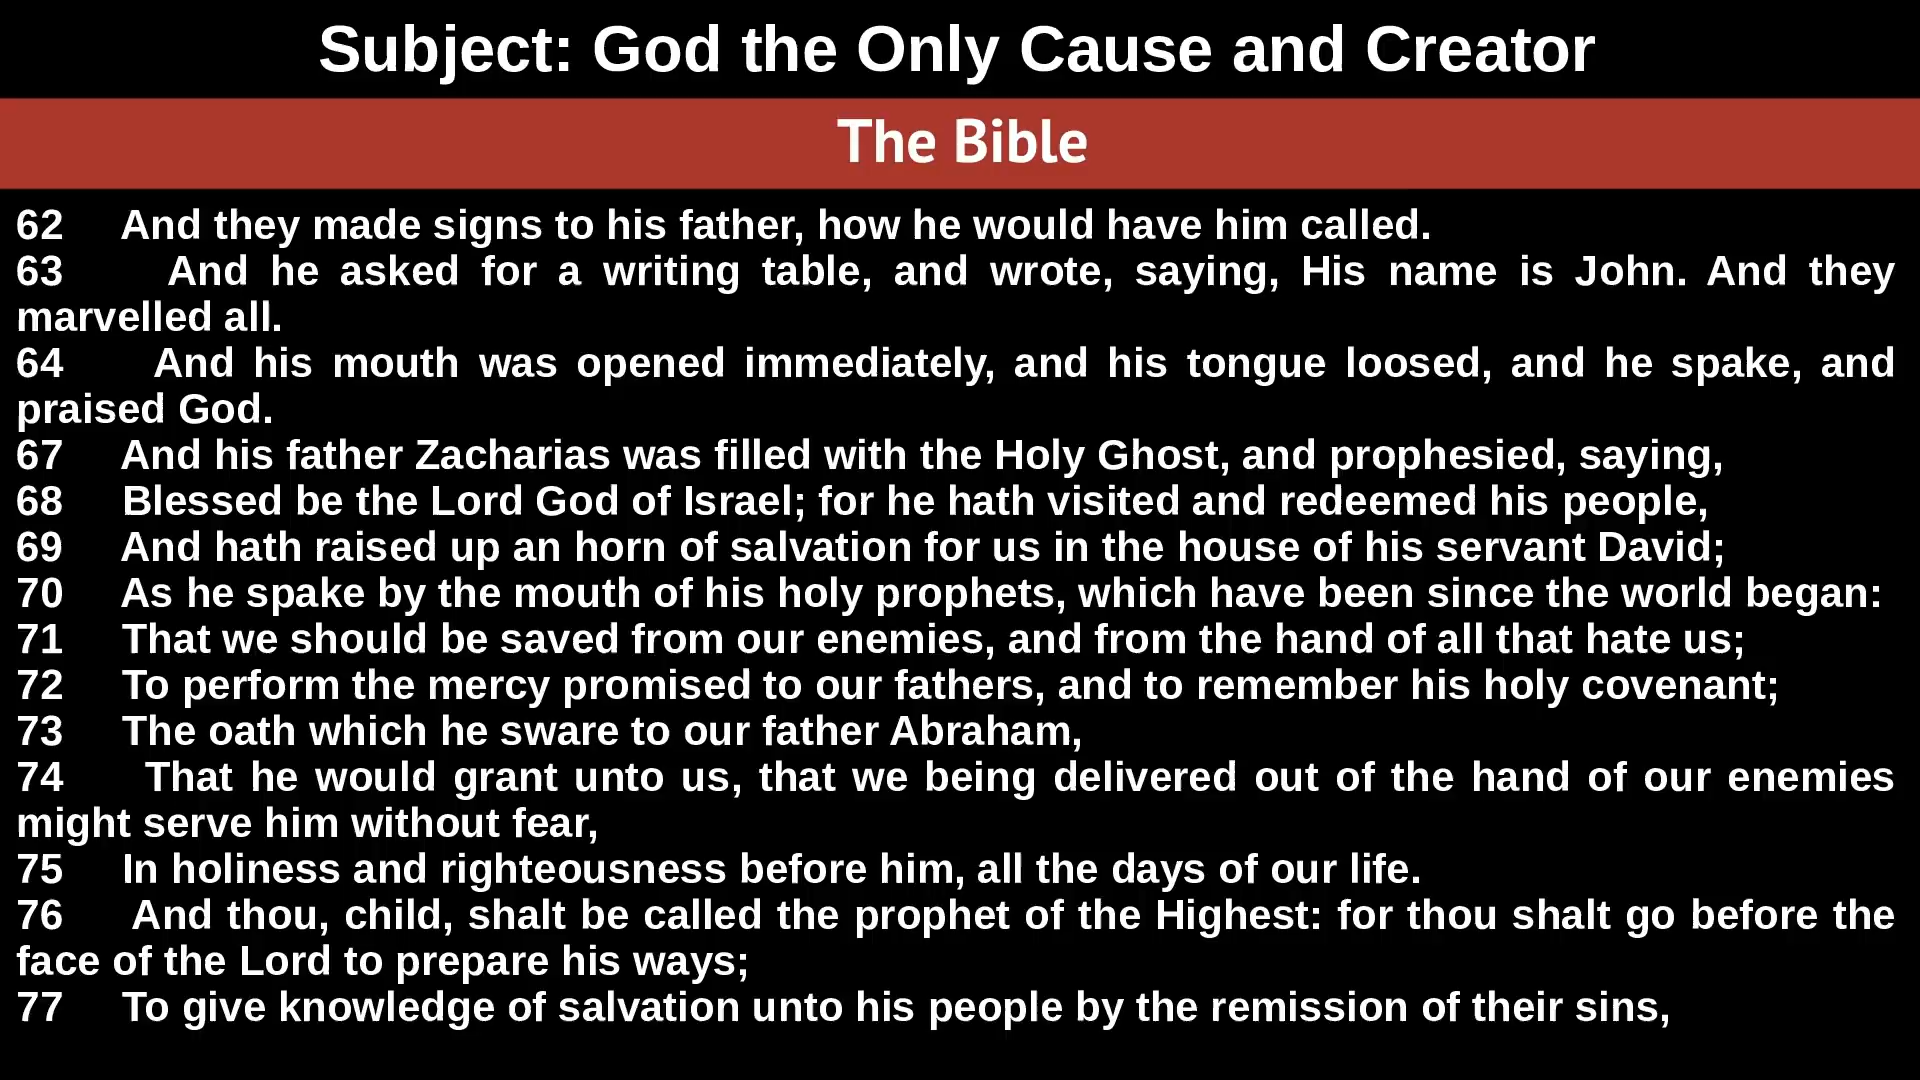 Subject: God the Only Cause and Creator
The Bible
62 And they made signs to his father, how he would have him called.
63 And he asked for a writing table, and wrote, saying, His name is John. And they
marvelled all.
64 And his mouth was opened immediately, and his tongue loosed, and he spake, and
praised God.
67 And his father Zacharias was filled with the Holy Ghost, and prophesied, saying,
68 Blessed be the Lord God of Israel; for he hath visited and redeemed his people,
69 And hath raised up an horn of salvation for us in the house of his servant David;
70 As he spake by the mouth of his holy prophets, which have been since the world began:
71 That we should be saved from our enemies, and from the hand of all that hate us;
72 To perform the mercy promised to our fathers, and to remember his holy covenant;
73 The oath which he sware to our father Abraham,
74 That he would grant unto us, that we being delivered out of the hand of our enemies
might serve him without fear,
75 In holiness and righteousness before him, all the days of our life.
76 And thou, child, shalt be called the prophet of the Highest: for thou shalt go before the
face of the Lord to prepare his ways;
77 To give knowledge of salvation unto his people by the remission of their sins,